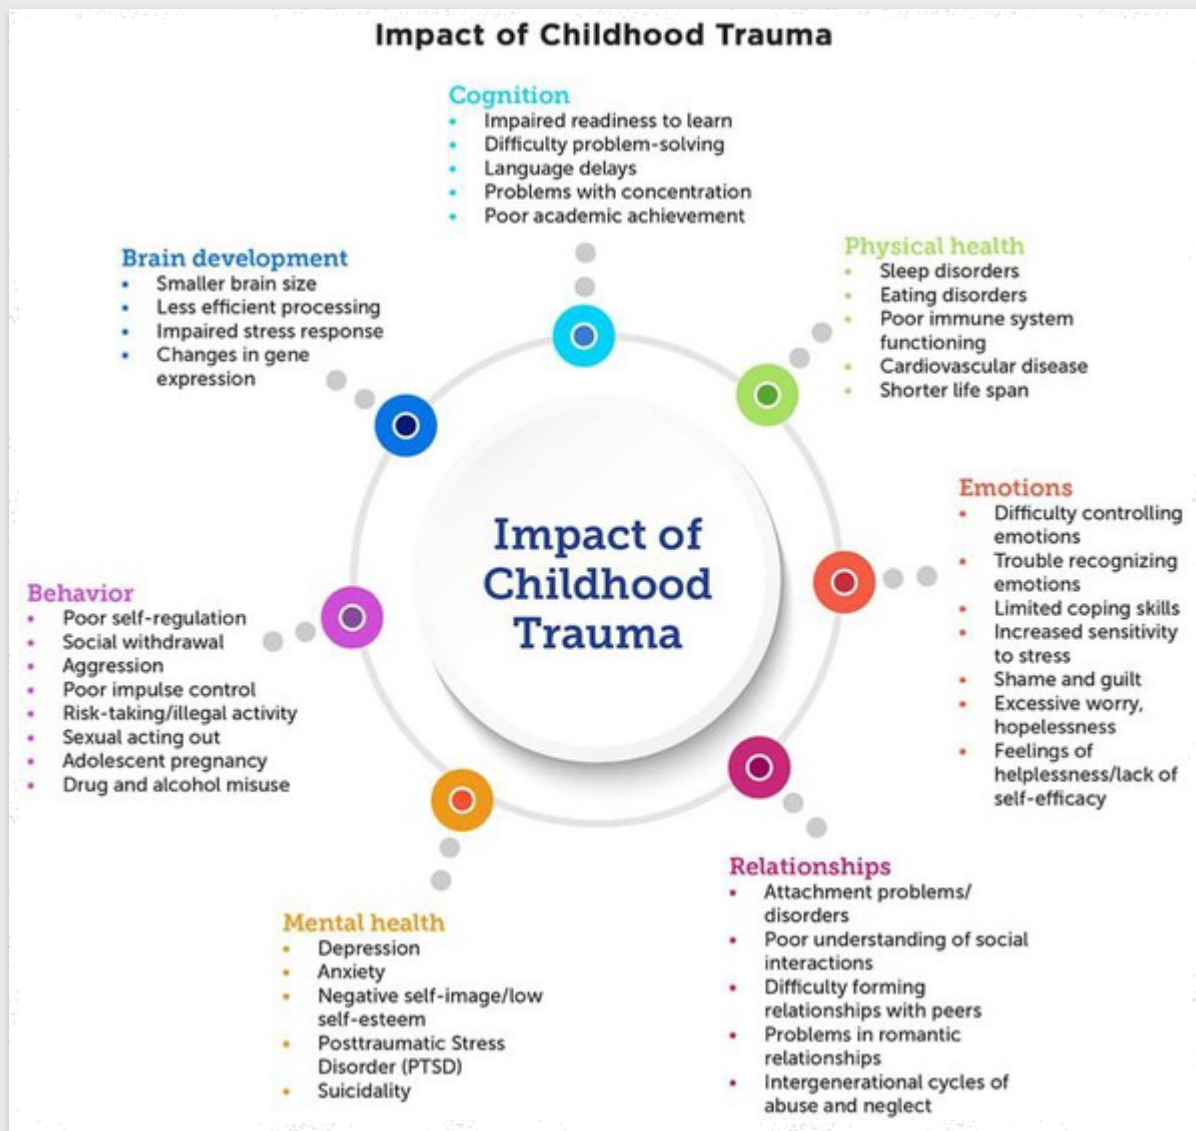 Impact of Childhood Trauma
Cognition
• Impaired readiness to learn
• Difficulty problem-solving
• Language delays
• Problems with concentration
• Poor academic achievement
Physical health
• Sleep disorders
• Eating disorders
• Poor immune system
functioning
• Cardiovascular disease
• Shorter life span
Emotions
• Difficulty controlling
emotions
• Trouble recognizing
emotions
• Limited coping skills
• Increased sensitivity
to stress
• Shame and guilt
• Excessive worry,
hopelessness
• Feelings of
helplessness/lack of
self-efficacy
Relationships
• Attachment problems/
disorders
• Poor understanding of social
interactions
• Difficulty forming
relationships with peers
• Problems in romantic
relationships
• Intergenerational cycles of
abuse and neglect
Mental health
• Depression
• Anxiety
• Negative self-image/low
self-esteem
• Posttraumatic Stress
Disorder (PTSD)
• Suicidality
Behavior
• Poor self-regulation
• Social withdrawal
• Aggression
• Poor impulse control
• Risk-taking/illegal activity
• Sexual acting out
• Adolescent pregnancy
• Drug and alcohol misuse
Brain development
• Smaller brain size
• Less efficient processing
• Impaired stress response
• Changes in gene
expression
Impact of
Childhood
Trauma